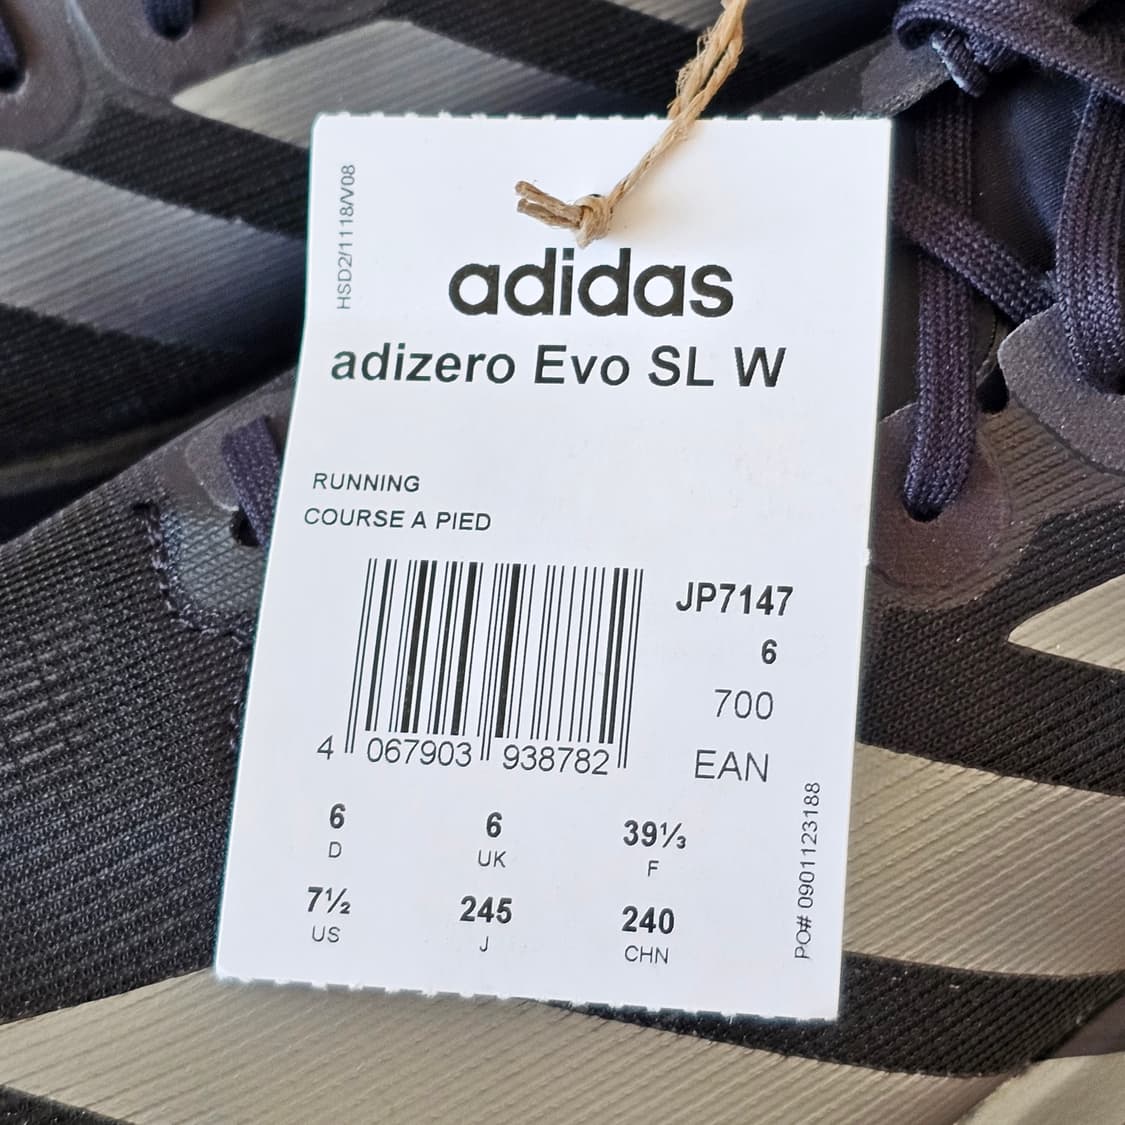 HSD2/1118/V08
adidas
adizero Evo SL W
RUNNING
COURSE A PIED
JP7147
6
700
EAN
4 067903 938782
6 6 39⅓
D UK F
7½ 245 240
US J CHN
PO# 0901123188